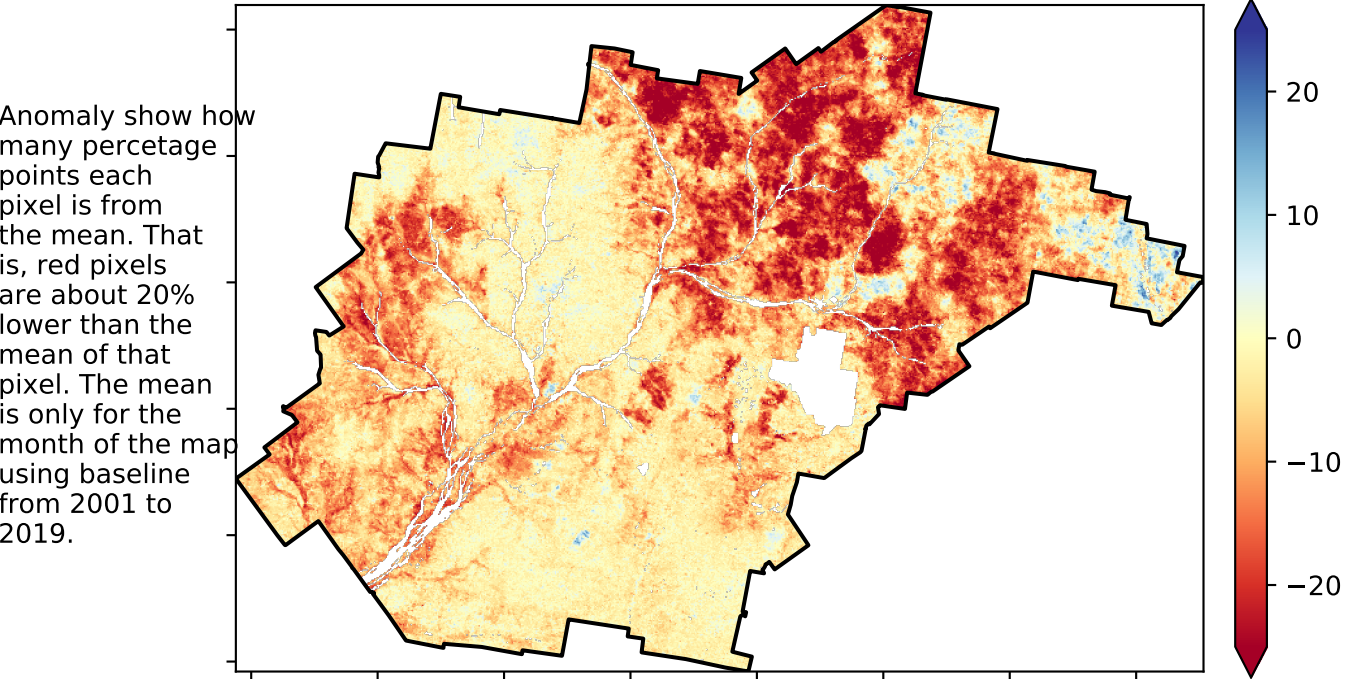 Anomaly show how
many percetage
points each
pixel is from
the mean. That
is, red pixels
are about 20%
lower than the
mean of that
pixel. The mean
is only for the
month of the map
using baseline
from 2001 to
2019.
20
10
0
−10
−20